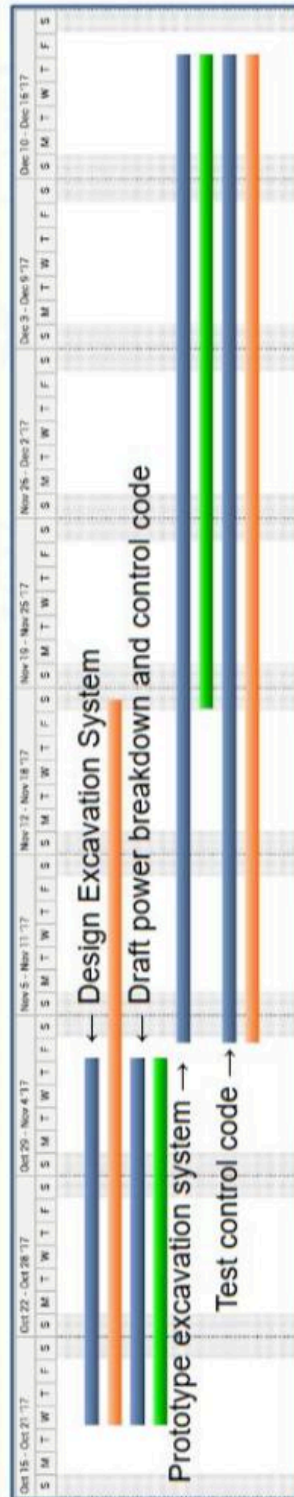 Oct 15 - Oct 21 '17 Oct 22 - Oct 28 '17 Oct 29 - Nov 4 '17 Nov 5 - Nov 11 '17 Nov 12 - Nov 18 '17 Nov 19 - Nov 25 '17 Nov 26 - Dec 2 '17 Dec 3 - Dec 9 '17 Dec 10 - Dec 16 '17
S M T W T F S S M T W T F S S M T W T F S S M T W T F S S M T W T F S S M T W T F S S M T W T F S S M T W T F S S M T W T F S
← Design Excavation System
← Draft power breakdown and control code
Prototype excavation system →
Test control code →